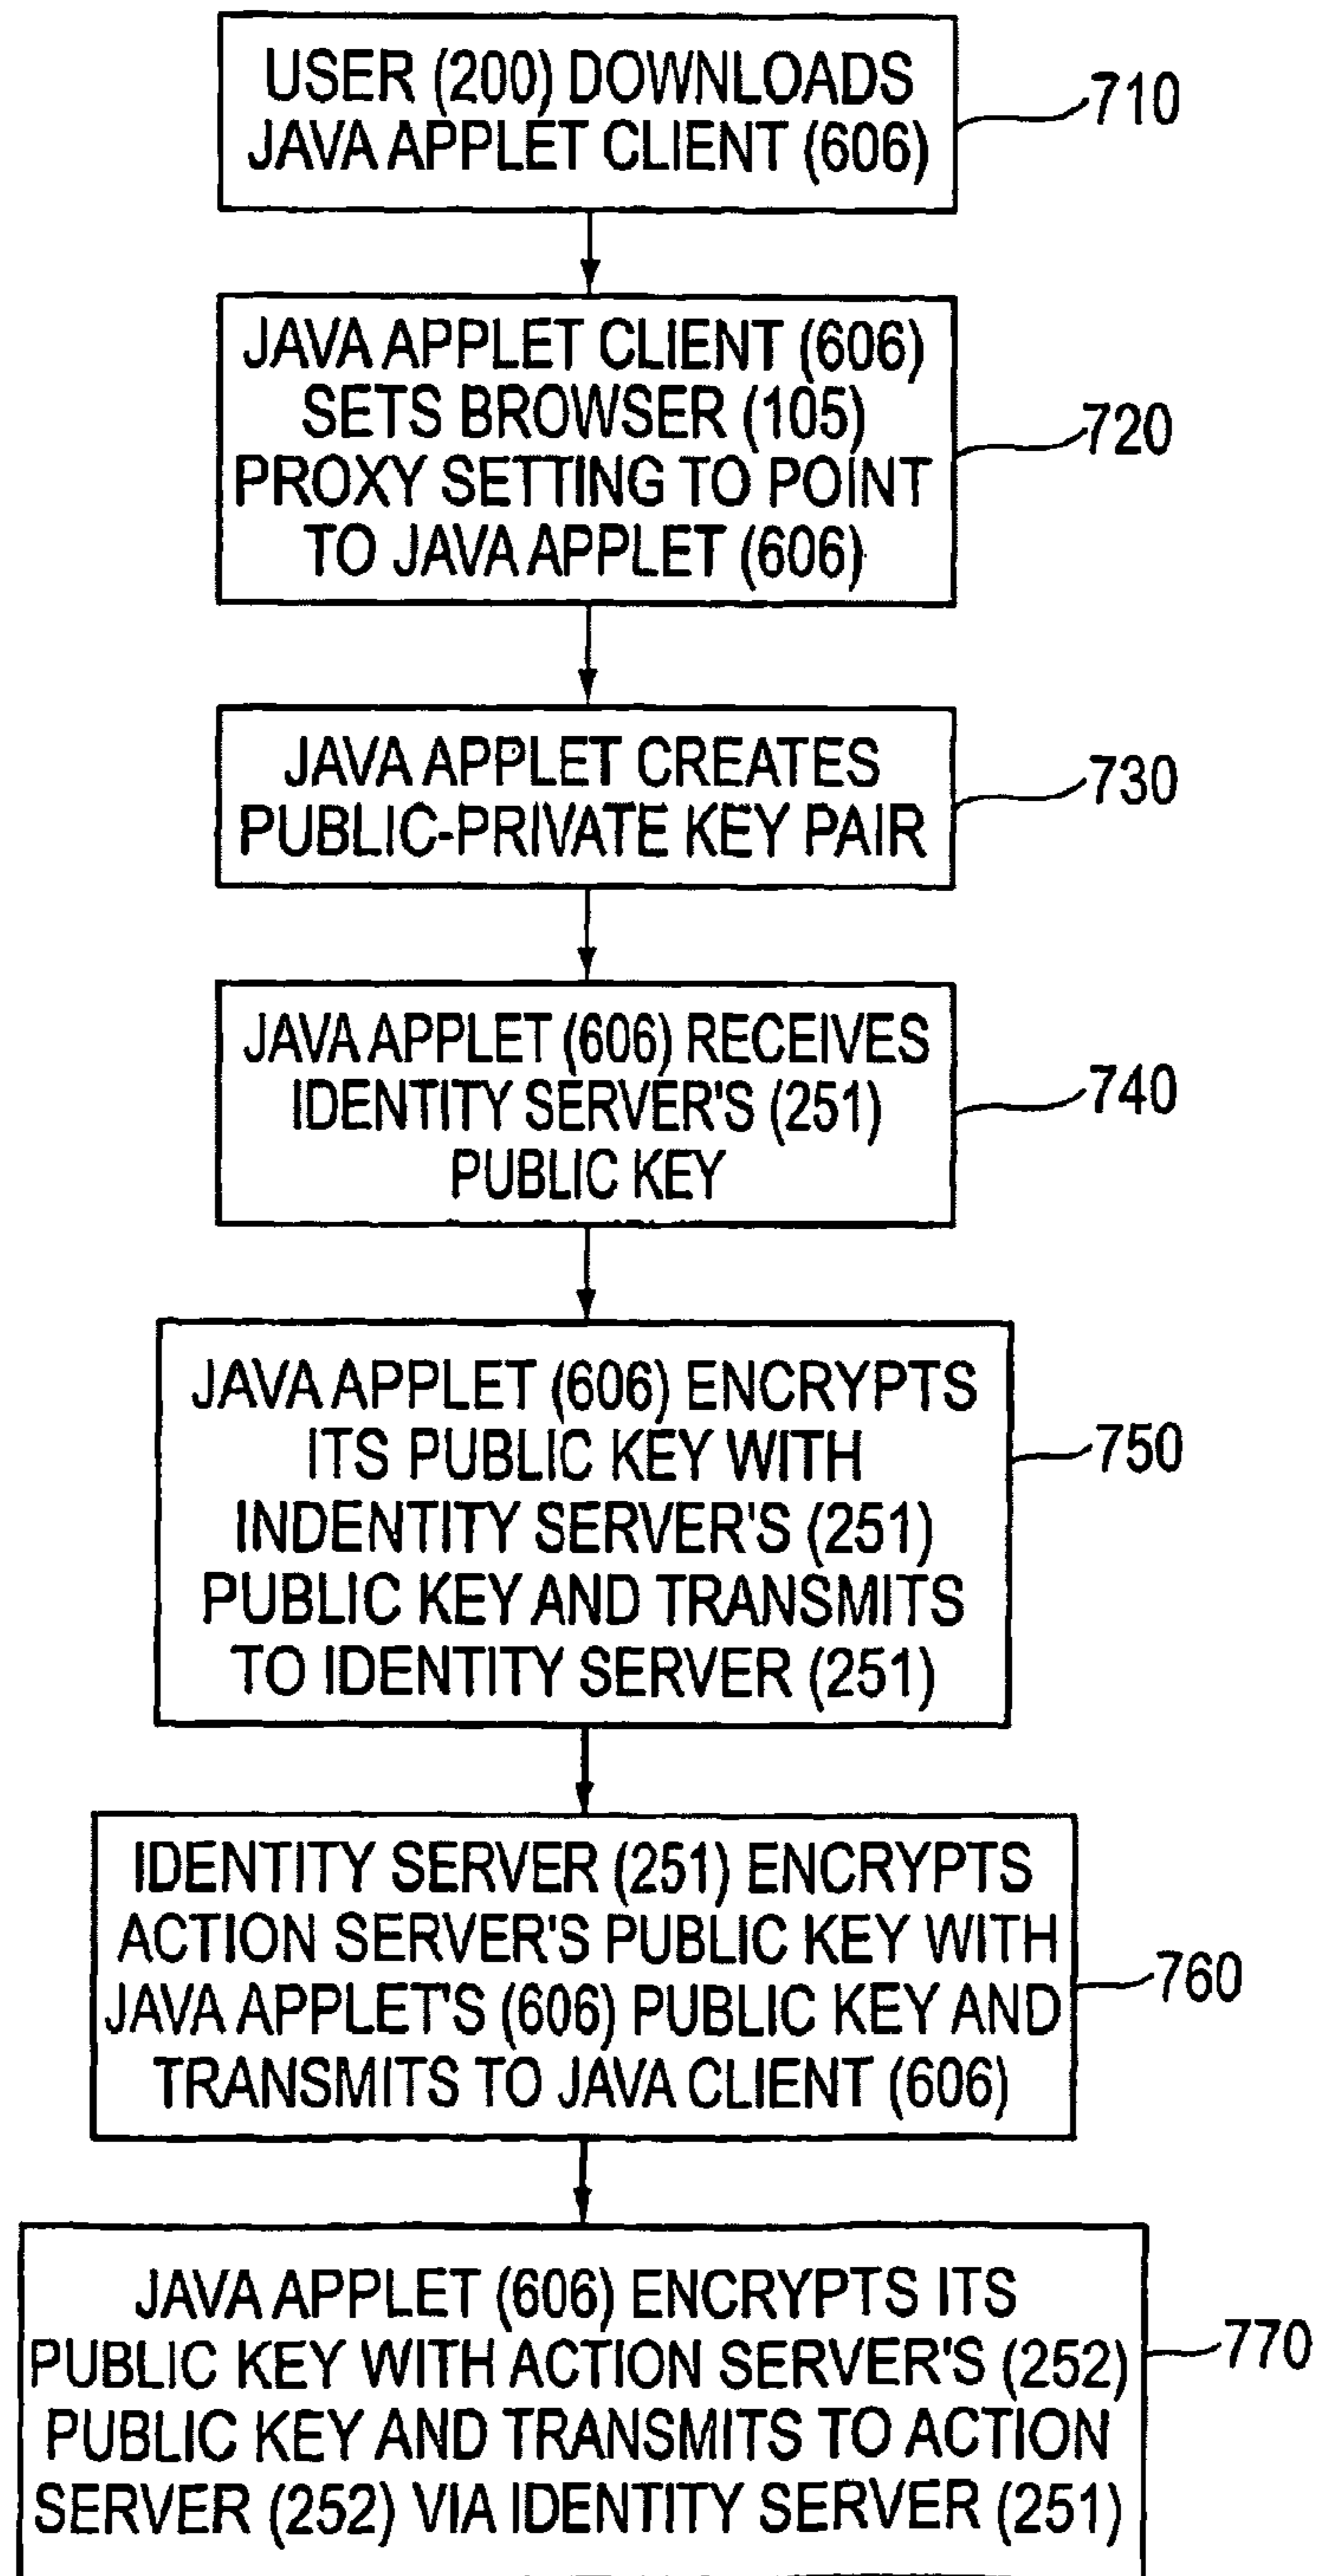 USER (200) DOWNLOADS
JAVA APPLET CLIENT (606)
710
JAVA APPLET CLIENT (606)
SETS BROWSER (105)
PROXY SETTING TO POINT
TO JAVA APPLET (606)
720
JAVA APPLET CREATES
PUBLIC-PRIVATE KEY PAIR
730
JAVA APPLET (606) RECEIVES
IDENTITY SERVER'S (251)
PUBLIC KEY
740
JAVA APPLET (606) ENCRYPTS
ITS PUBLIC KEY WITH
INDENTITY SERVER'S (251)
PUBLIC KEY AND TRANSMITS
TO IDENTITY SERVER (251)
750
IDENTITY SERVER (251) ENCRYPTS
ACTION SERVER'S PUBLIC KEY WITH
JAVA APPLET'S (606) PUBLIC KEY AND
TRANSMITS TO JAVA CLIENT (606)
760
JAVA APPLET (606) ENCRYPTS ITS
PUBLIC KEY WITH ACTION SERVER'S (252)
PUBLIC KEY AND TRANSMITS TO ACTION
SERVER (252) VIA IDENTITY SERVER (251)
770